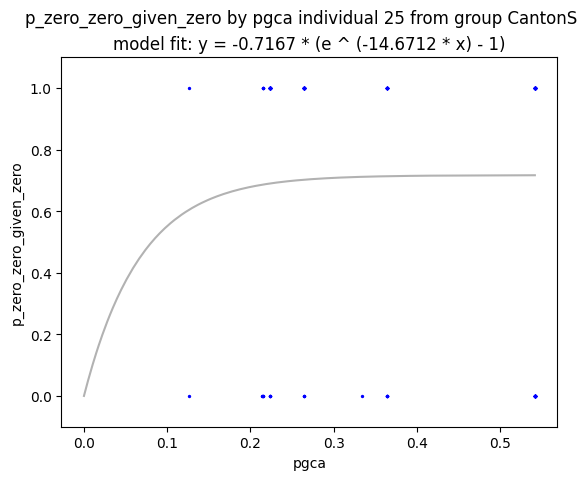 p_zero_zero_given_zero by pgca individual 25 from group CantonS
model fit: y = -0.7167 * (e ^ (-14.6712 * x) - 1)
1.0
0.8
0.6
0.4
0.2
0.0
p_zero_zero_given_zero
0.0 0.1 0.2 0.3 0.4 0.5
pgca